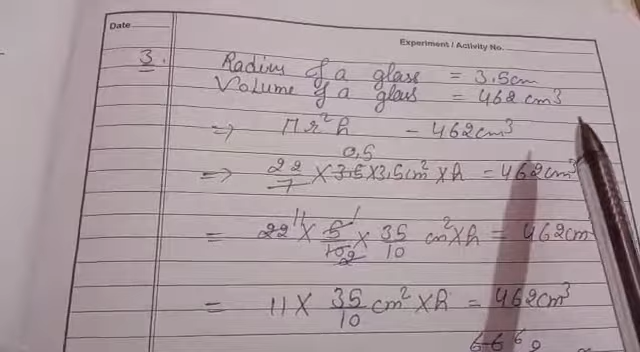 Date
Experiment / Activity No.
3.
Radius of a glass = 3.5cm
Volume of a glass = 462 cm³
⇒ πr²h = 462cm³
0.5
⇒ 22/7 × 3.5 × 3.5cm² × h = 462cm³
11 1
= 22 × 5/10 × 35/10 cm² × h = 462cm
2
= 11 × 35/10 cm² × h = 462cm³